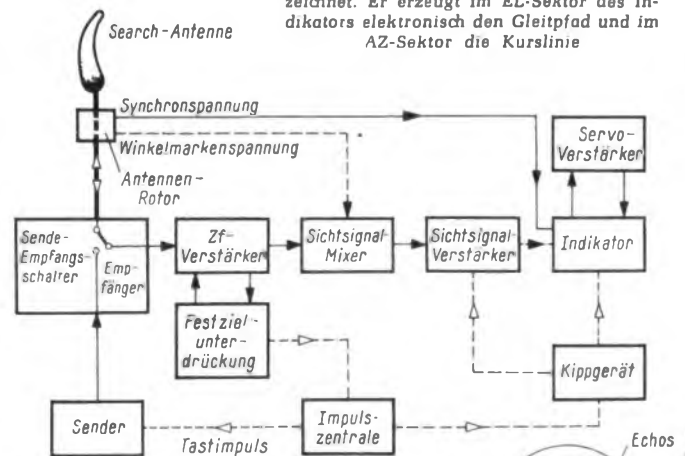 zeichnet. Er erzeugt im EL-Sektor des In-
dikators elektronisch den Gleitpfad und im
AZ-Sektor die Kurslinie
Search-Antenne
Synchronspannung
Winkelmarkenspannung
Antennen-
Rotor
Servo-
Verstärker
Sende-
Empfangs-
schalter
Emp-
fänger
Zf-
Verstärker
Sichtsignal-
Mixer
Sichtsignal-
Verstärker
Indikator
Festziel-
unter-
drückung
Kippgerät
Sender
Tastimpuls
Impuls-
zentrale
Echos